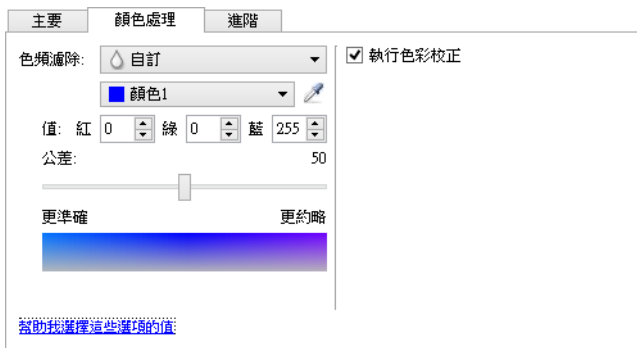 主要 顏色處理 進階
色頻濾除: 自訂
顏色1
值: 紅 0 綠 0 藍 255
公差: 50
更準確 更約略
幫助我選擇這些選項的值
執行色彩校正